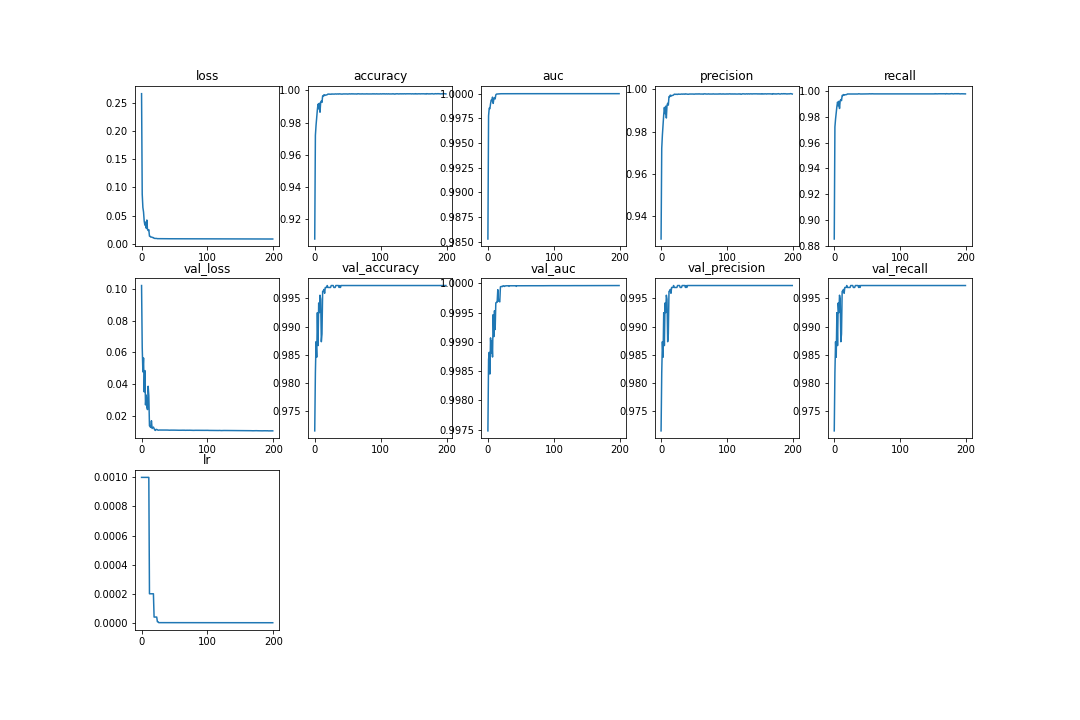 loss accuracy auc precision recall
0.25 0.20 0.15 0.10 0.05 0.00
1.00 0.98 0.96 0.94 0.92
1.0000 0.9975 0.9950 0.9925 0.9900 0.9875 0.9850
1.00 0.98 0.96 0.94
1.00 0.98 0.96 0.94 0.92 0.90 0.88
0 100 200 0 100 200 0 100 200 0 100 200 0 100 200
val_loss val_accuracy val_auc val_precision val_recall
0.10 0.08 0.06 0.04 0.02
0.995 0.990 0.985 0.980 0.975
1.0000 0.9995 0.9990 0.9985 0.9980 0.9975
0.995 0.990 0.985 0.980 0.975
0.995 0.990 0.985 0.980 0.975
0 100 200 0 100 200 0 100 200 0 100 200 0 100 200
lr
0.0010
0.0008
0.0006
0.0004
0.0002
0.0000
0 100 200